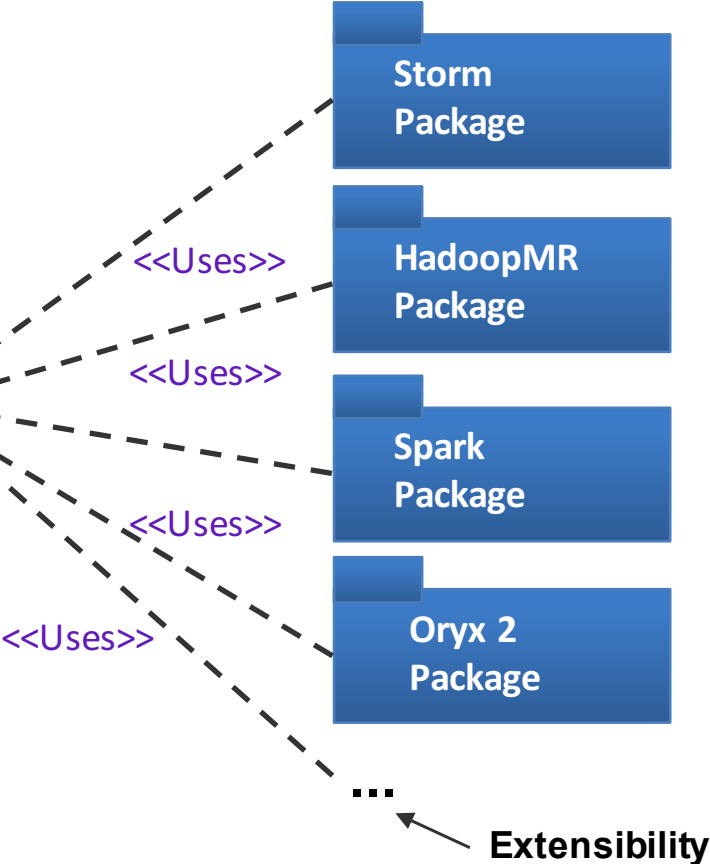 Storm
Package
<<Uses>>
HadoopMR
Package
<<Uses>>
Spark
Package
<<Uses>>
Oryx 2
Package
<<Uses>>
...
Extensibility